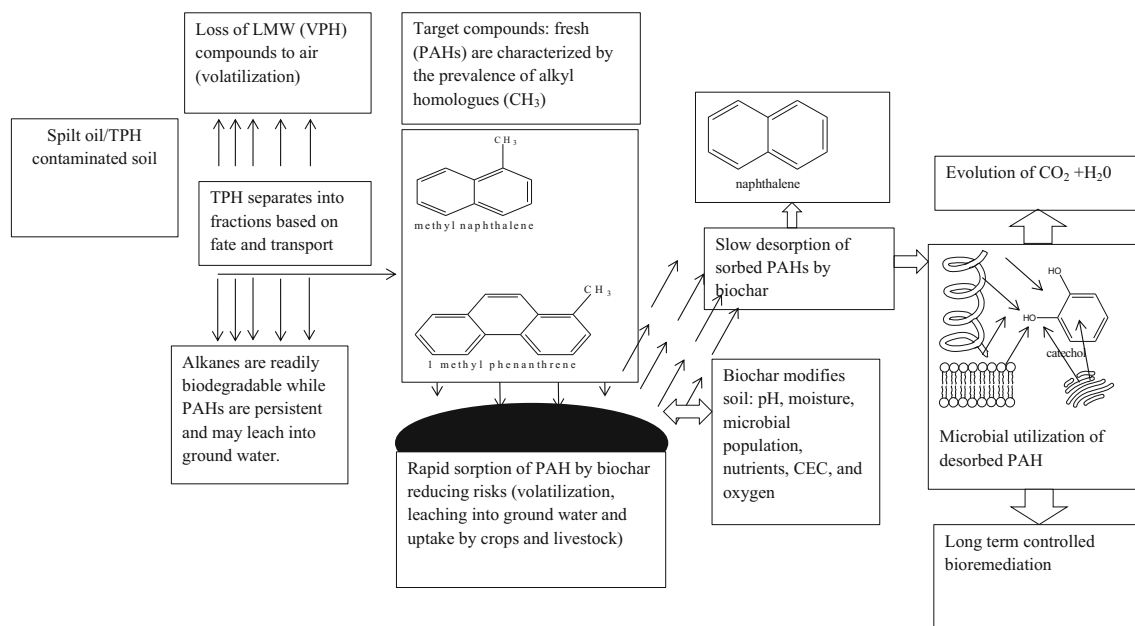 Loss of LMW (VPH)
compounds to air
(volatilization)
Target compounds: fresh
(PAHs) are characterized by
the prevalence of alkyl
homologues (CH₃)
Spilt oil/TPH
contaminated soil
TPH separates into
fractions based on
fate and transport
CH₃
methyl naphthalene
CH₃
1 methyl phenanthrene
naphthalene
Slow desorption of
sorbed PAHs by
biochar
Evolution of CO₂ +H₂0
HO
HO
catechol
Microbial utilization of
desorbed PAH
Alkanes are readily
biodegradable while
PAHs are persistent
and may leach into
ground water.
Rapid sorption of PAH by biochar
reducing risks (volatilization,
leaching into ground water and
uptake by crops and livestock)
Biochar modifies
soil: pH, moisture,
microbial
population,
nutrients, CEC, and
oxygen
Long term controlled
bioremediation